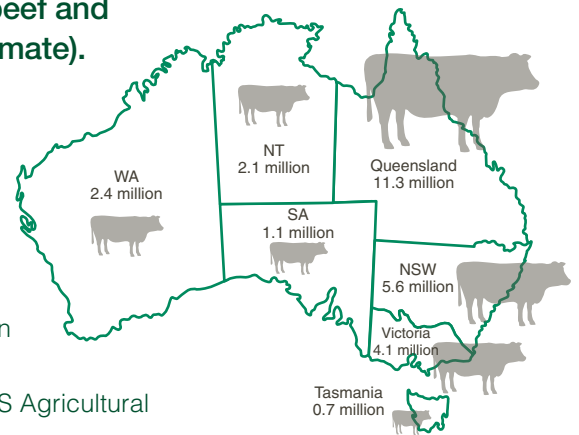 beef and
mate).
WA
2.4 million
NT
2.1 million
Queensland
11.3 million
SA
1.1 million
NSW
5.6 million
Victoria
4.1 million
Tasmania
0.7 million
n
S Agricultural